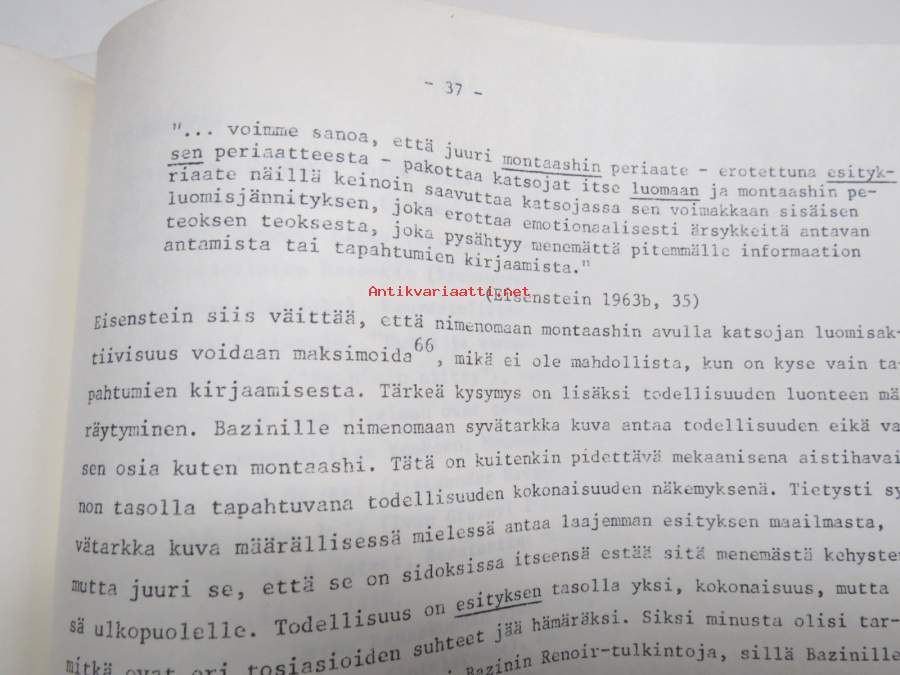 - 37 -
"... voimme sanoa, että juuri montaashin periaate - erotettuna esityk-
sen periaatteesta - pakottaa katsojat itse luomaan ja montaashin pe-
riaate näillä keinoin saavuttaa katsojassa sen voimakkaan sisäisen
luomisjännityksen, joka erottaa emotionaalisesti ärsykkeitä antavan
teoksen teoksesta, joka pysähtyy menemättä pitemmälle informaation
antamista tai tapahtumien kirjaamista."
Antikvariaatti.net
(Eisenstein 1963b, 35)
Eisenstein siis väittää, että nimenomaan montaashin avulla katsojan luomisak-
tiivisuus voidaan maksimoida66, mikä ei ole mahdollista, kun on kyse vain ta-
pahtumien kirjaamisesta. Tärkeä kysymys on lisäksi todellisuuden luonteen mä
räytyminen. Bazinille nimenomaan syvätarkka kuva antaa todellisuuden eikä va
sen osia kuten montaashi. Tätä on kuitenkin pidettävä mekaanisena aistihavai
non tasolla tapahtuvana todellisuuden kokonaisuuden näkemyksenä. Tietysti sy
vätarkka kuva määrällisessä mielessä antaa laajemman esityksen maailmasta,
mutta juuri se, että se on sidoksissa itseensä estää sitä menemästä kehyste
sä ulkopuolelle. Todellisuus on esityksen tasolla yksi, kokonaisuus, mutta
mitkä ovat eri tosiasioiden suhteet jää hämäräksi. Siksi minusta olisi tar-
Bazinin Renoir-tulkintoja, sillä Bazinille